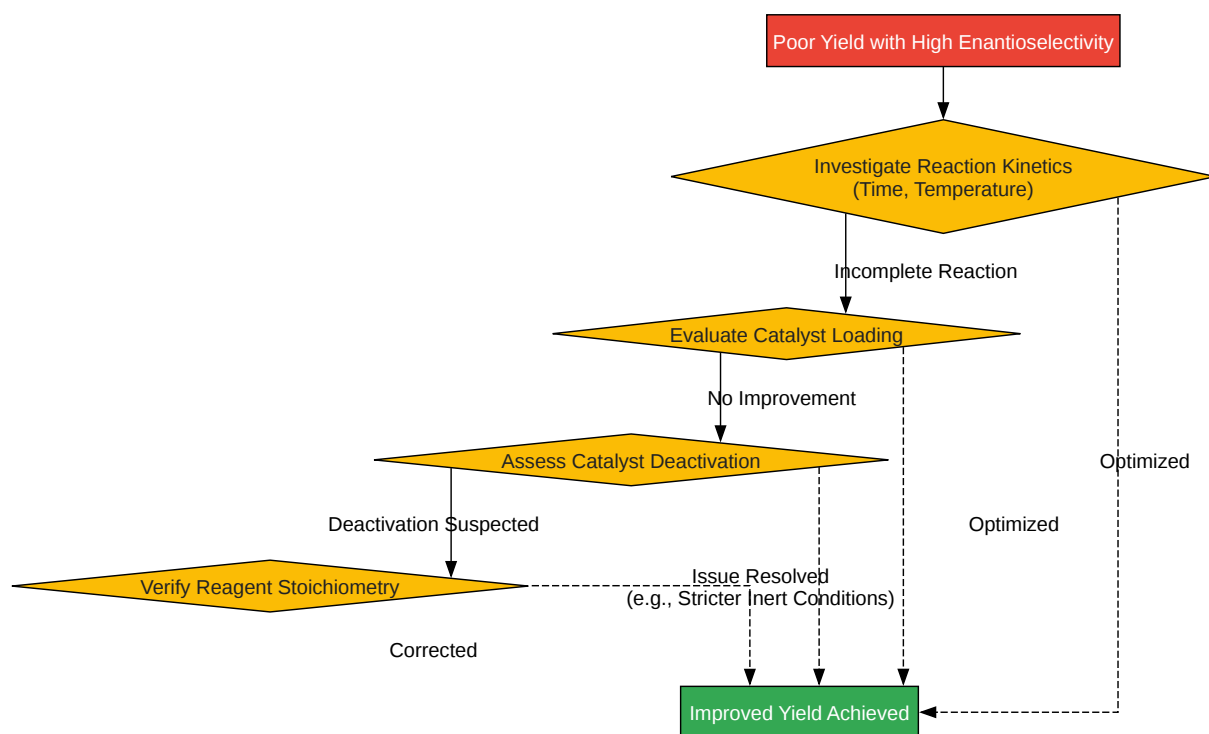 Poor Yield with High Enantioselectivity
Investigate Reaction Kinetics
(Time, Temperature)
Incomplete Reaction
Evaluate Catalyst Loading
No Improvement
Assess Catalyst Deactivation
Optimized
Deactivation Suspected
Optimized
Verify Reagent Stoichiometry
Issue Resolved
(e.g., Stricter Inert Conditions)
Corrected
Improved Yield Achieved